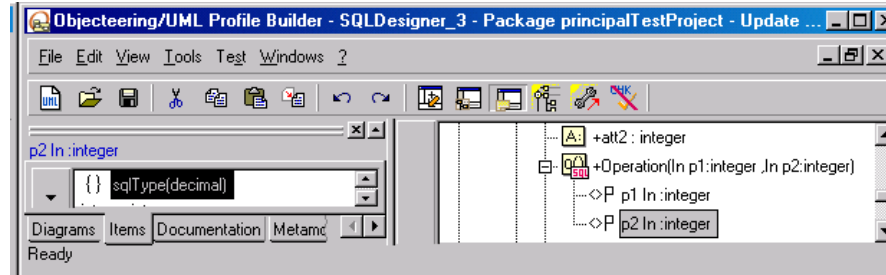 Objecteering/UML Profile Builder - SQLDesigner_3 - Package principalTestProject - Update ...
File Edit View Tools Test Windows ?
UML
CHK
p2 In :integer
{} sqlType(decimal)
Diagrams Items Documentation Metamo
A: +att2 : integer
SQL +Operation(In p1:integer ,In p2:integer)
<>P p1 In :integer
<>P p2 In :integer
Ready